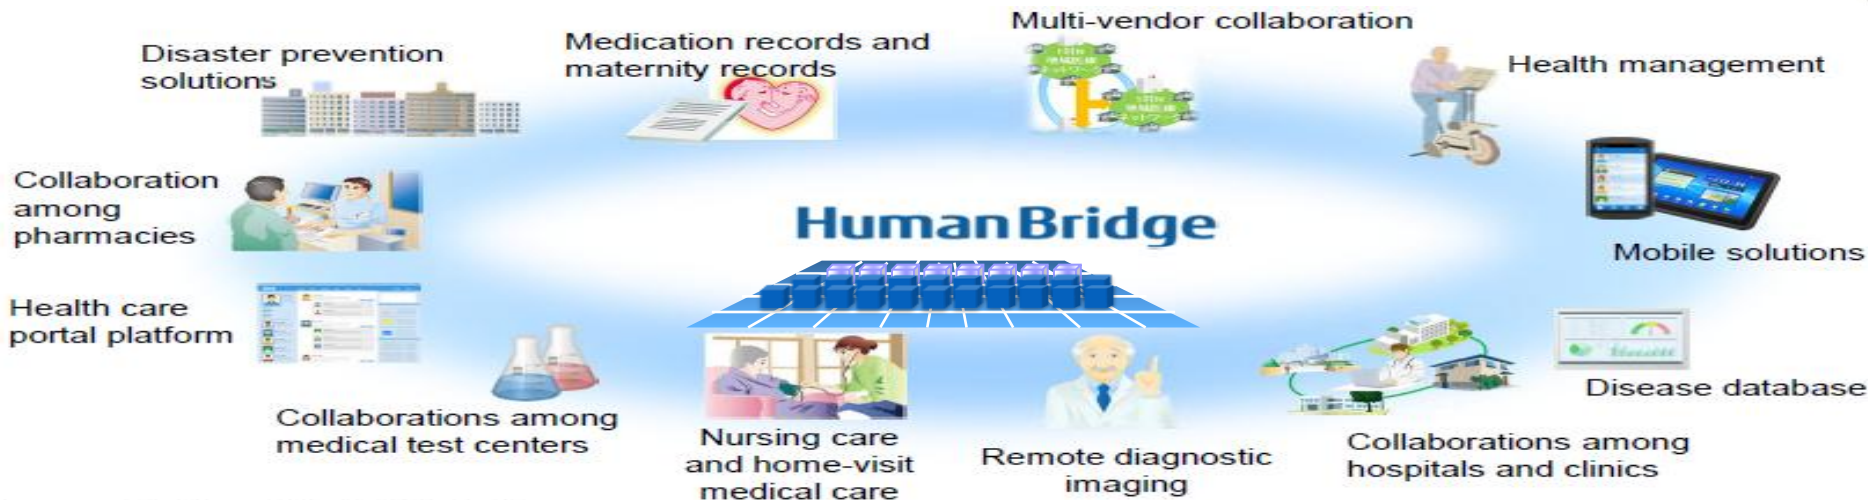 Multi-vendor collaboration
Disaster prevention
solutions
Medication records and
maternity records
Health management
Collaboration
among
pharmacies
HumanBridge
Mobile solutions
Health care
portal platform
Disease database
Collaborations among
medical test centers
Nursing care
and home-visit
medical care
Remote diagnostic
imaging
Collaborations among
hospitals and clinics